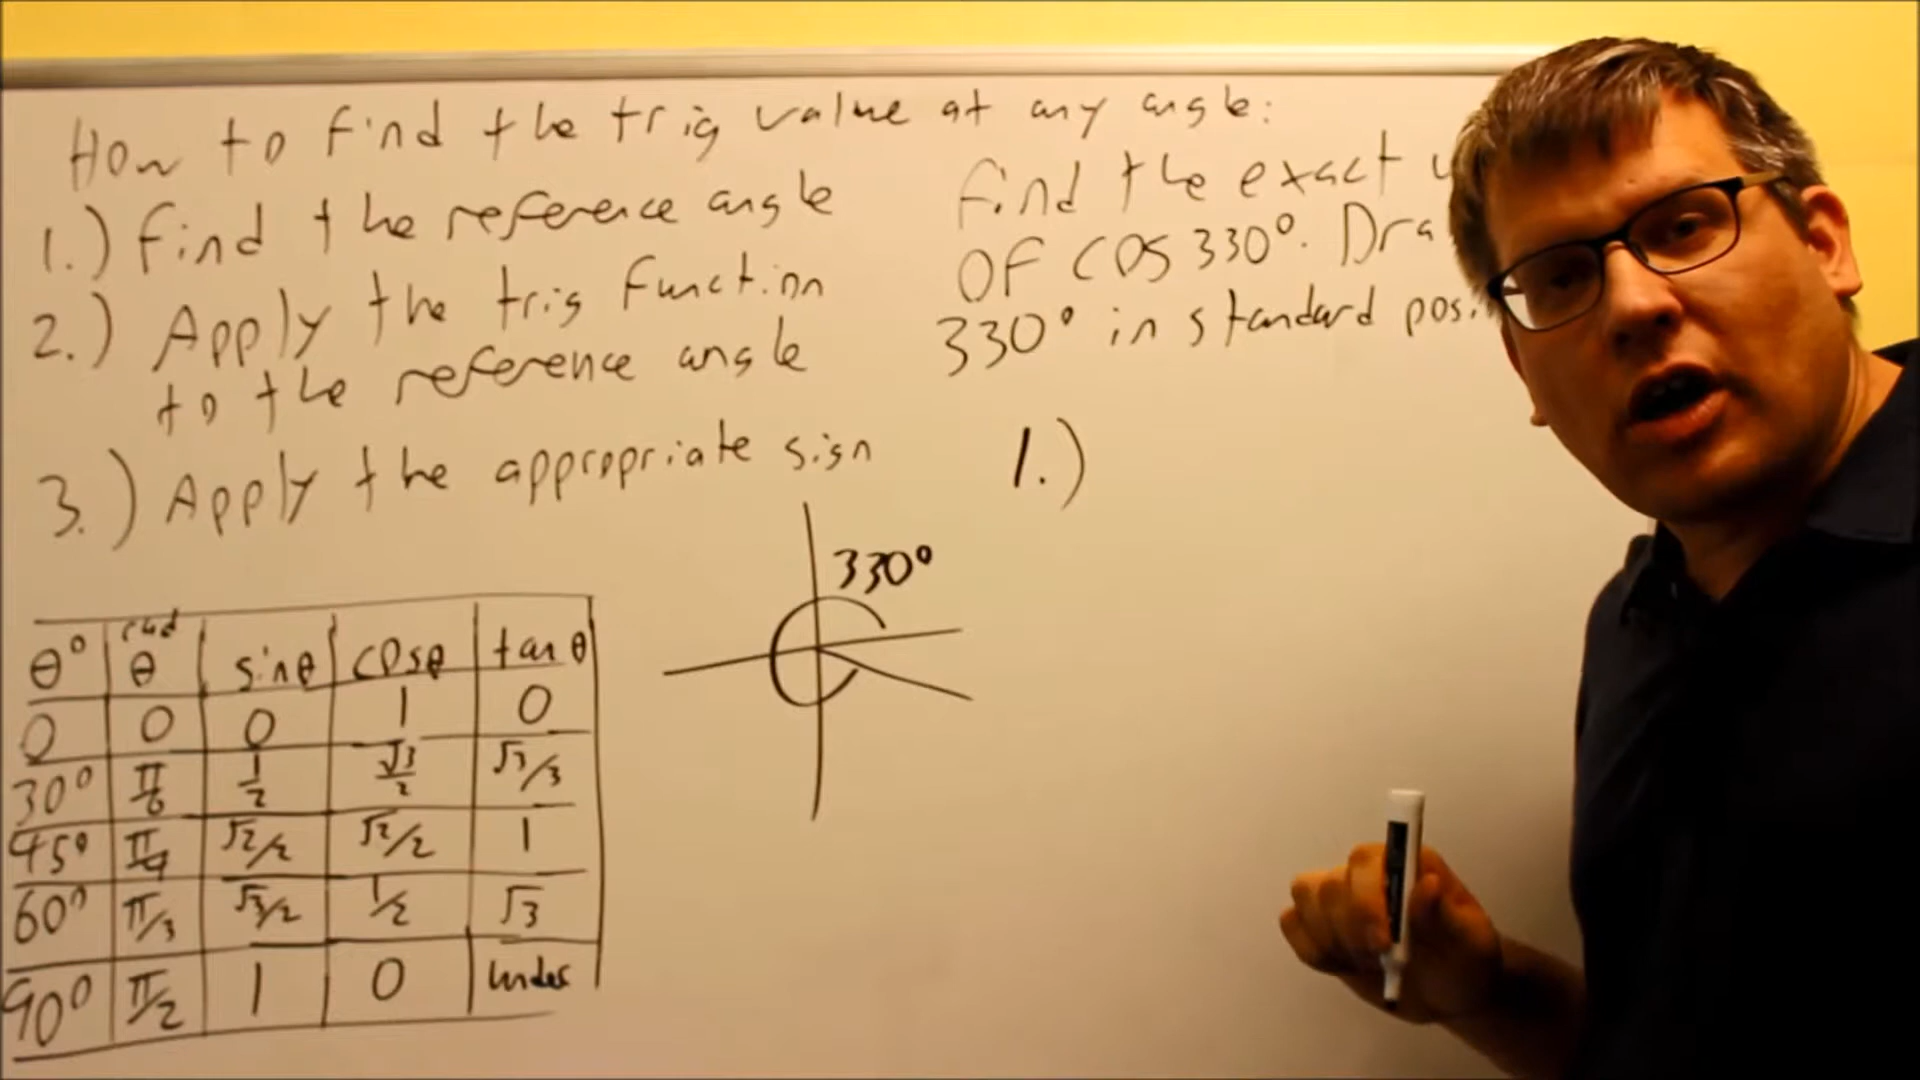 How to find the trig value at any angle:
1.) Find the reference angle
2.) Apply the trig function
to the reference angle
3.) Apply the appropriate sign
Find the exact
OF cos 330°. Dra
330° in standard posi
1.)
330°
θ° rad θ sinθ cosθ tanθ
0 0 0 1 0
30° π/6 1/2 √3/2 √3/3
45° π/4 √2/2 √2/2 1
60° π/3 √3/2 1/2 √3
90° π/2 1 0 undef